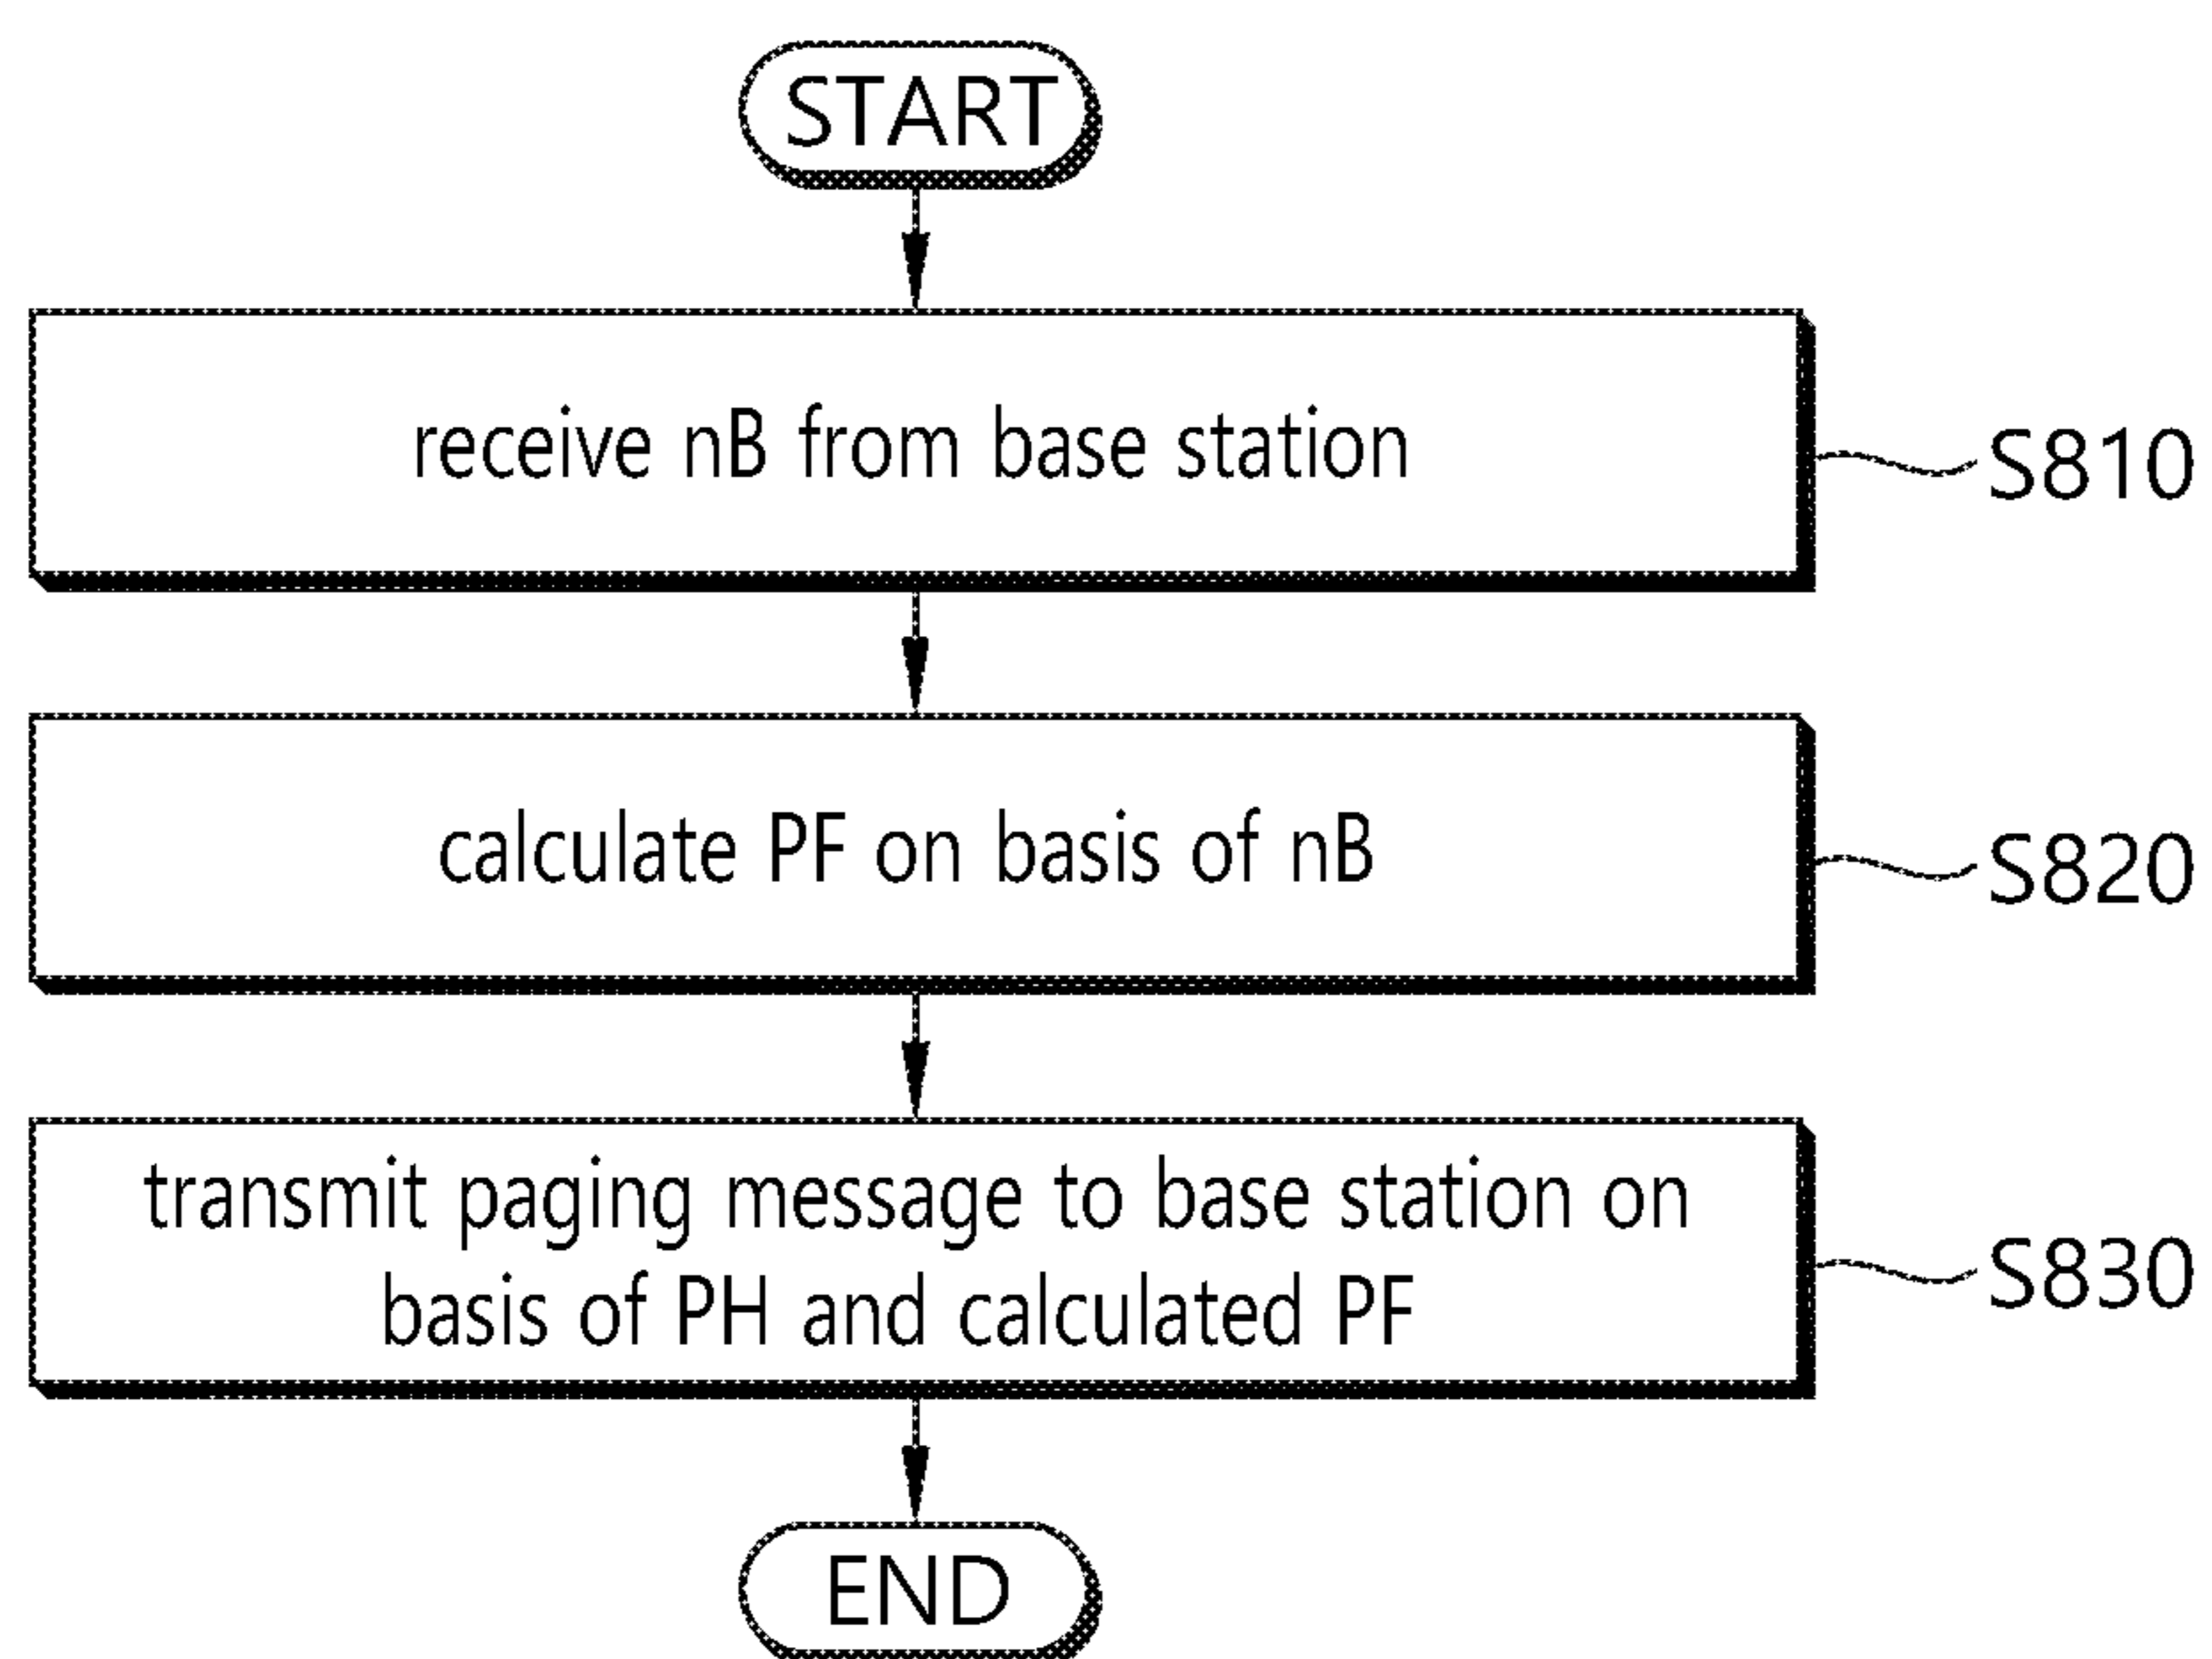 START
receive nB from base station
S810
calculate PF on basis of nB
S820
transmit paging message to base station on
basis of PH and calculated PF
S830
END